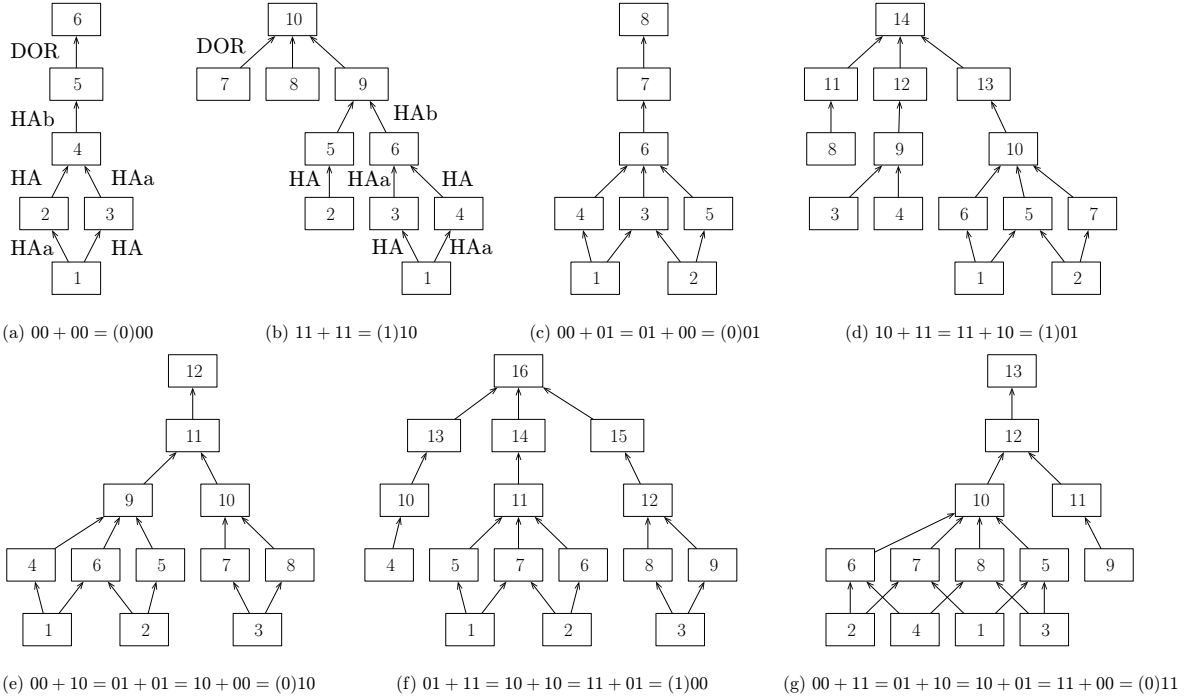 6
DOR
5
HAb
4
HA HAa
2 3
HAa HA
1
(a) 00 + 00 = (0)00
10
DOR
7 8 9
HAb
5 6
HA HAa HA
2 3 4
HA HAa
1
(b) 11 + 11 = (1)10
8
7
6
4 3 5
1 2
(c) 00 + 01 = 01 + 00 = (0)01
14
11 12 13
8 9 10
3 4 6 5 7
1 2
(d) 10 + 11 = 11 + 10 = (1)01
12
11
9 10
4 6 5 7 8
1 2 3
(e) 00 + 10 = 01 + 01 = 10 + 00 = (0)10
16
13 14 15
10 11 12
4 5 7 6 8 9
1 2 3
(f) 01 + 11 = 10 + 10 = 11 + 01 = (1)00
13
12
10 11
6 7 8 5 9
2 4 1 3
(g) 00 + 11 = 01 + 10 = 10 + 01 = 11 + 00 = (0)11